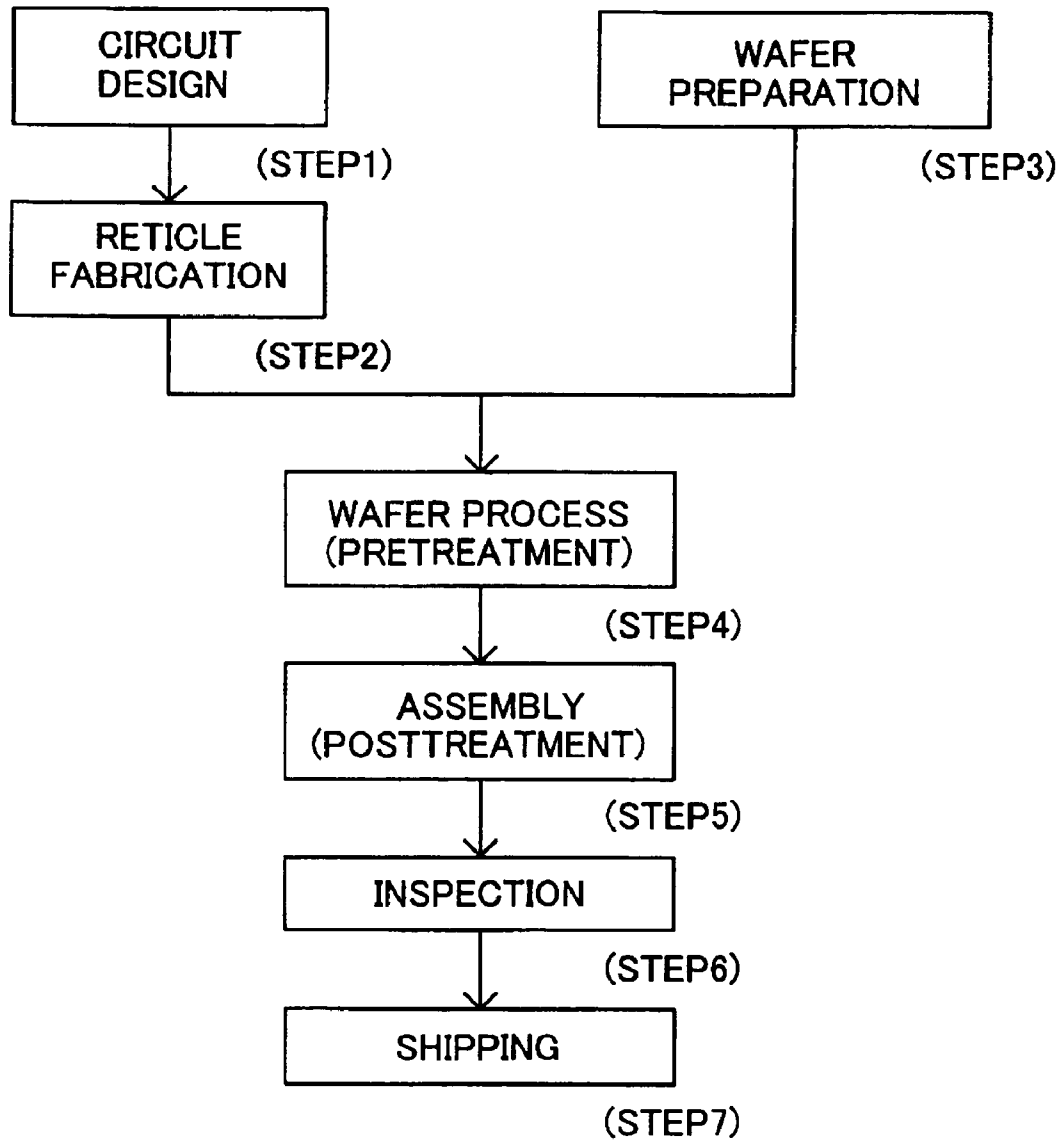 CIRCUIT
DESIGN
(STEP1)
RETICLE
FABRICATION
(STEP2)
WAFER
PREPARATION
(STEP3)
WAFER PROCESS
(PRETREATMENT)
(STEP4)
ASSEMBLY
(POSTTREATMENT)
(STEP5)
INSPECTION
(STEP6)
SHIPPING
(STEP7)